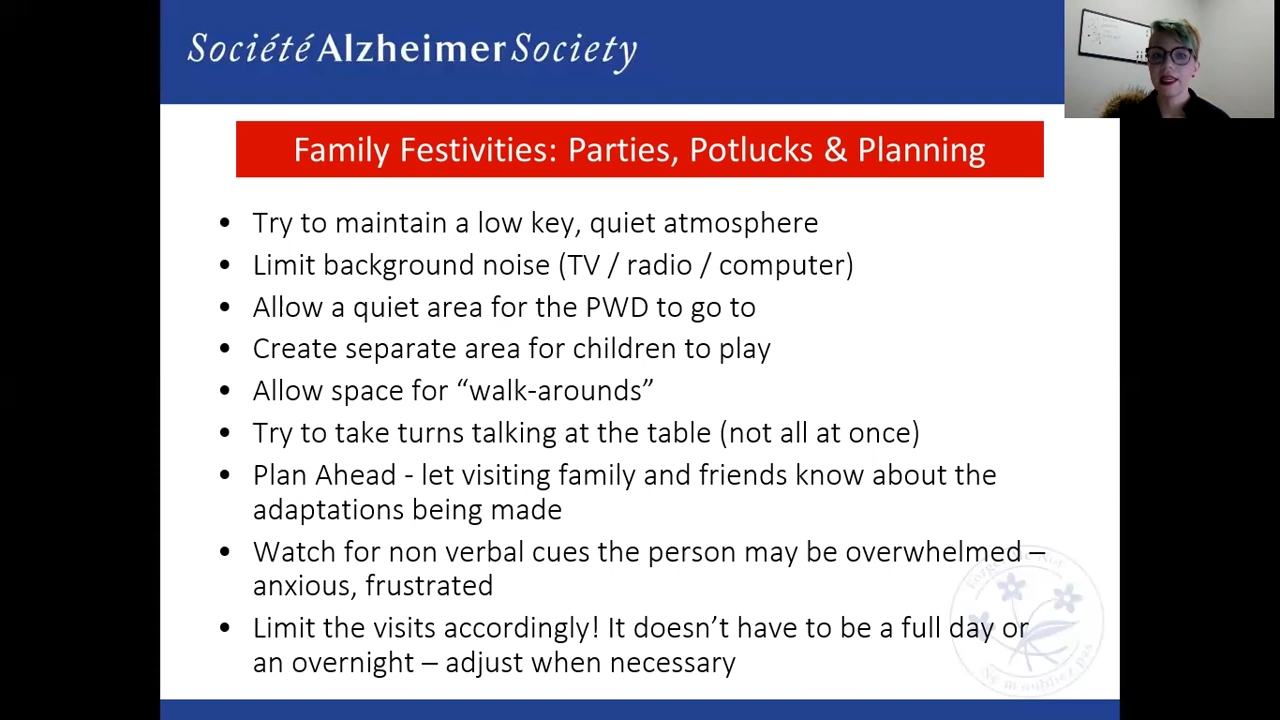 Société Alzheimer Society
Family Festivities: Parties, Potlucks & Planning
• Try to maintain a low key, quiet atmosphere
• Limit background noise (TV / radio / computer)
• Allow a quiet area for the PWD to go to
• Create separate area for children to play
• Allow space for “walk-arounds”
• Try to take turns talking at the table (not all at once)
• Plan Ahead - let visiting family and friends know about the
adaptations being made
• Watch for non verbal cues the person may be overwhelmed –
anxious, frustrated
• Limit the visits accordingly! It doesn’t have to be a full day or
an overnight – adjust when necessary